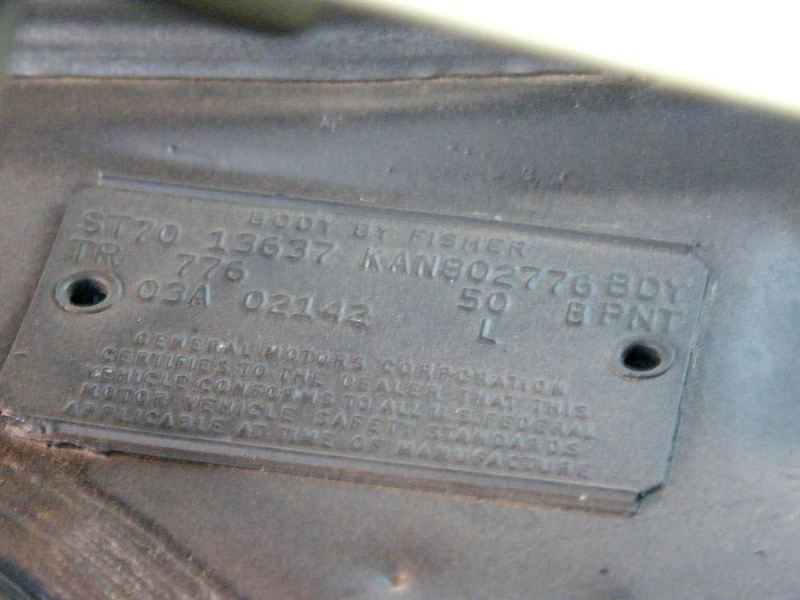 BODY BY FISHER
ST70 13637 KAN802776 BDY
TR 776 50 B PNT
03A 02142 L
GENERAL MOTORS CORPORATION
CERTIFIES TO THE DEALER THAT THIS
VEHICLE CONFORMS TO ALL U.S. FEDERAL
MOTOR VEHICLE SAFETY STANDARDS
APPLICABLE AT TIME OF MANUFACTURE